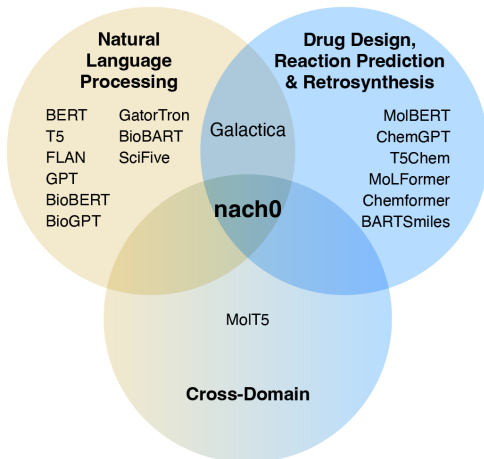 Natural
Language
Processing
BERT
T5
FLAN
GPT
BioBERT
BioGPT
GatorTron
BioBART
SciFive
Galactica
Drug Design,
Reaction Prediction
& Retrosynthesis
MolBERT
ChemGPT
T5Chem
MoLFormer
Chemformer
BARTSmiles
nach0
MolT5
Cross-Domain